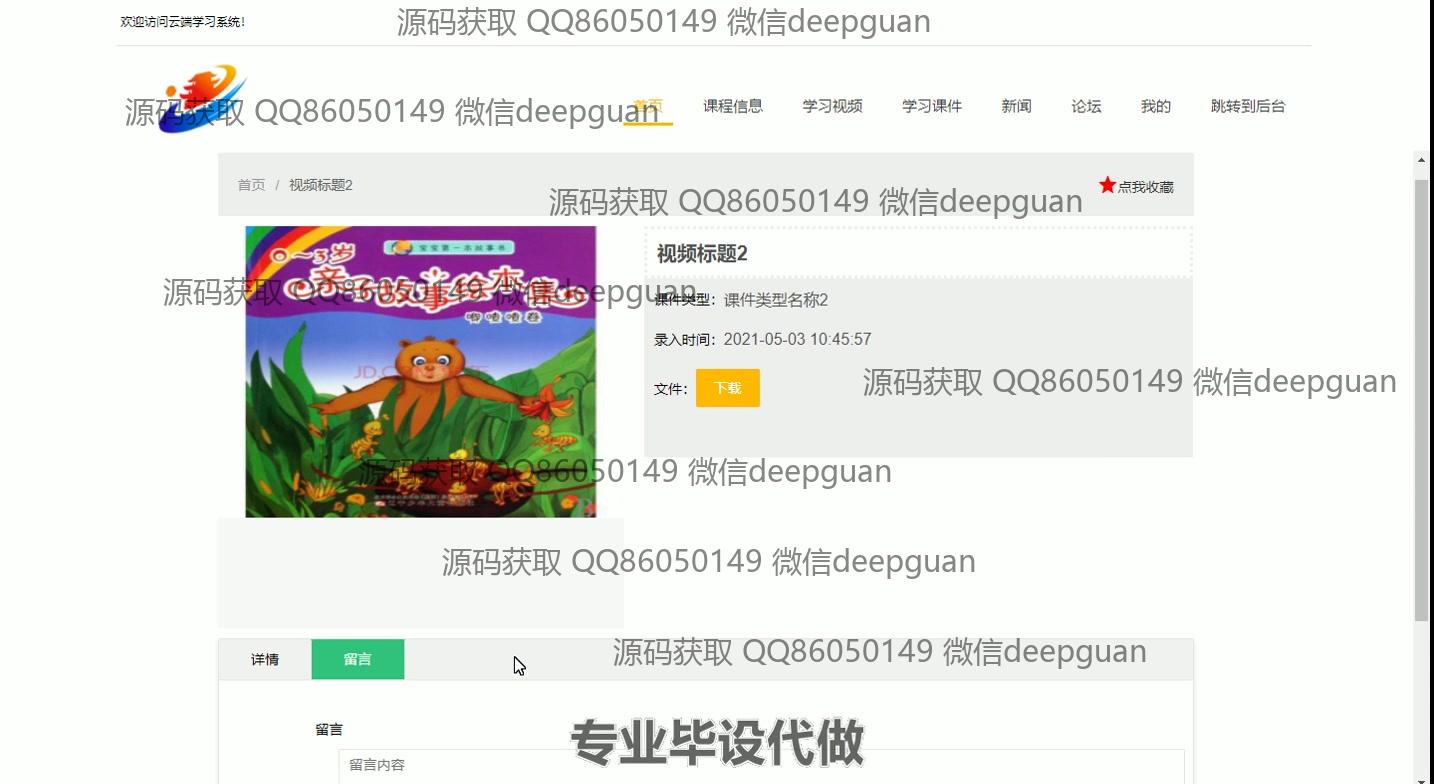 欢迎访问云端学习系统!
源码获取 QQ86050149 微信deepguan
源码获取 QQ86050149 微信deepguan
首页 课程信息 学习视频 学习课件 新闻 论坛 我的 跳转到后台
首页 / 视频标题2
点我收藏
源码获取 QQ86050149 微信deepguan
宝宝第一本故事书
0~3岁
亲子故事绘本
视频标题2
源码获取 QQ86050149 微信deepguan
课件类型: 课件类型名称2
录入时间: 2021-05-03 10:45:57
文件: 下载
源码获取 QQ86050149 微信deepguan
源码获取 QQ86050149 微信deepguan
源码获取 QQ86050149 微信deepguan
详情 留言
源码获取 QQ86050149 微信deepguan
留言
专业毕设代做
留言内容